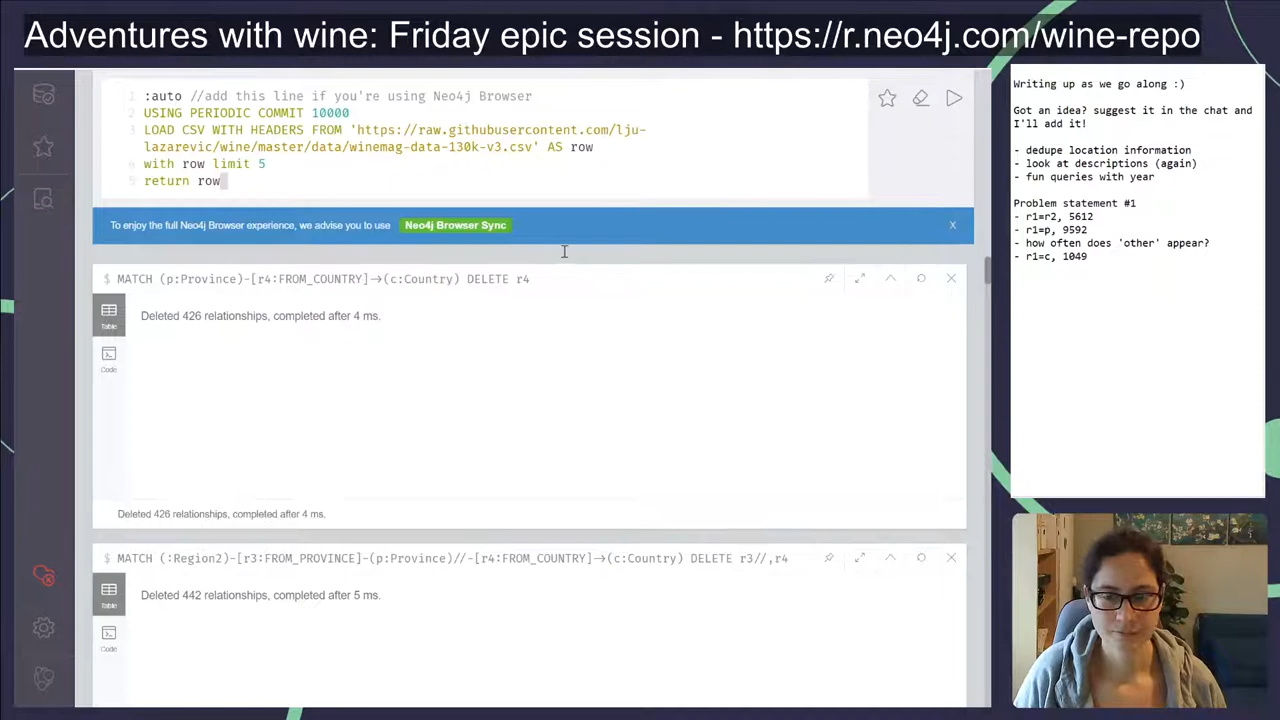 Adventures with wine: Friday epic session - https://r.neo4j.com/wine-repo
1 :auto //add this line if you're using Neo4j Browser
2 USING PERIODIC COMMIT 10000
3 LOAD CSV WITH HEADERS FROM 'https://raw.githubusercontent.com/lju-
lazarevic/wine/master/data/winemag-data-130k-v3.csv' AS row
with row limit 5
return row
To enjoy the full Neo4j Browser experience, we advise you to use Neo4j Browser Sync X
$ MATCH (p:Province)-[r4:FROM_COUNTRY]→(c:Country) DELETE r4
Table
Deleted 426 relationships, completed after 4 ms.
Code
Deleted 426 relationships, completed after 4 ms.
$ MATCH (:Region2)-[r3:FROM_PROVINCE]-(p:Province)//-[r4:FROM_COUNTRY]→(c:Country) DELETE r3//,r4
Table
Deleted 442 relationships, completed after 5 ms.
Code
Writing up as we go along :)
Got an idea? suggest it in the chat and
I'll add it!
- dedupe location information
- look at descriptions (again)
- fun queries with year
Problem statement #1
- r1=r2, 5612
- r1=p, 9592
- how often does 'other' appear?
- r1=c, 1049